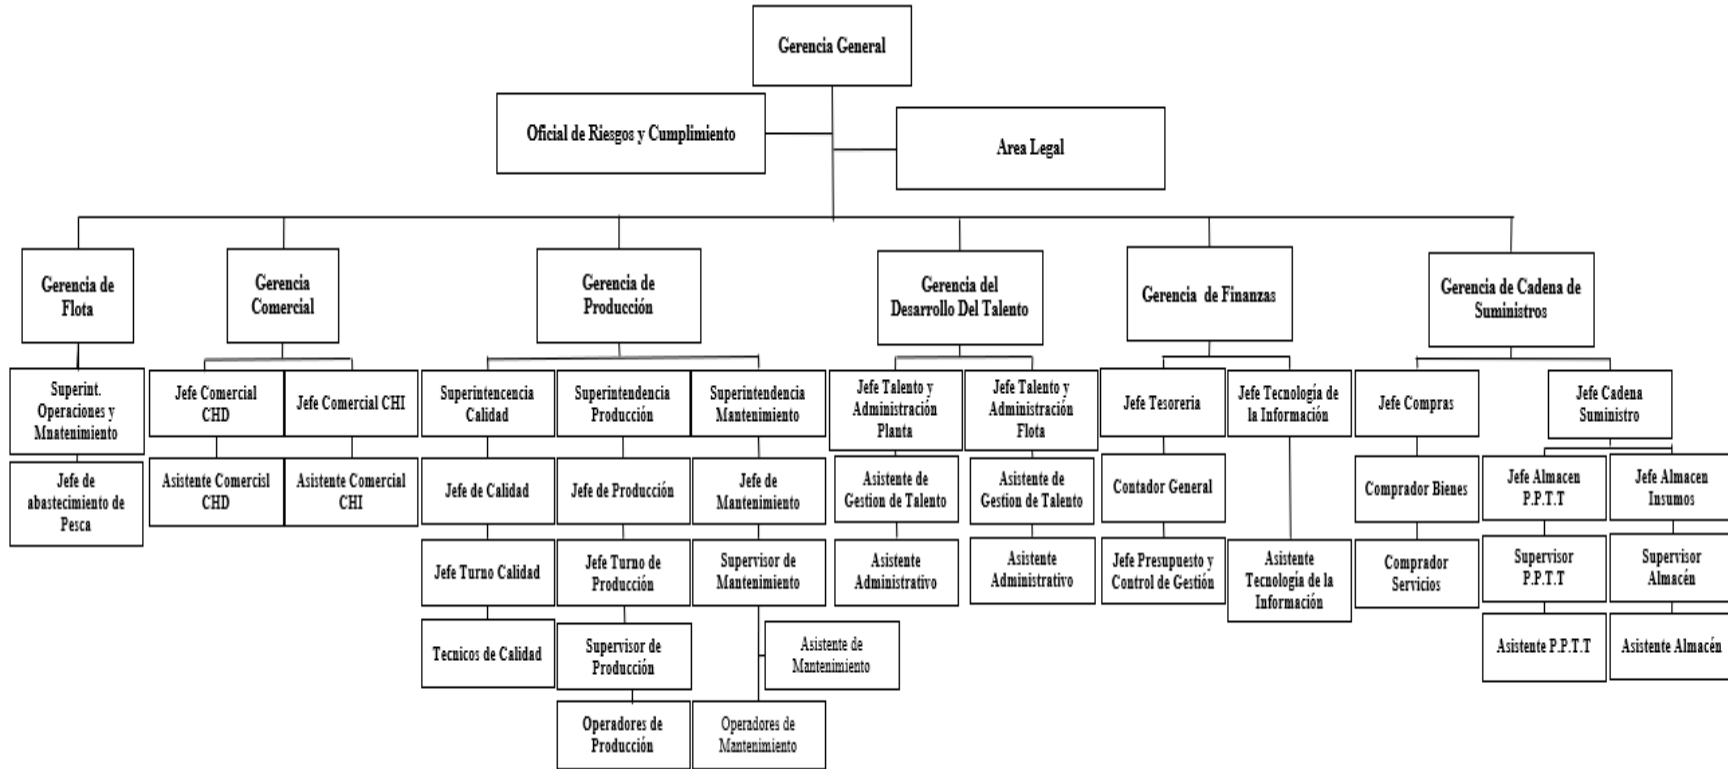 Gerencia General
Oficial de Riesgos y Cumplimiento
Area Legal
Gerencia de
Flota
Gerencia
Comercial
Gerencia de
Producción
Gerencia del
Desarrollo Del Talento
Gerencia de Finanzas
Gerencia de Cadena de
Suministros
Superint.
Operaciones y
Mnatenimiento
Jefe Comercial
CHD
Jefe Comercial CHI
Superintencencia
Calidad
Superintendencia
Producción
Superintendencia
Mantenimiento
Jefe Talento y
Administración
Planta
Jefe Talento y
Administración
Flota
Jefe Tesoreria
Jefe Tecnología de
la Información
Jefe Compras
Jefe Cadena
Suministro
Jefe de
abastecimiento de
Pesca
Asistente Comercisl
CHD
Asistente Comercial
CHI
Jefe de Calidad
Jefe de Producción
Jefe de
Mantenimiento
Asistente de
Gestion de Talento
Asistente de
Gestion de Talento
Contador General
Comprador Bienes
Jefe Almacen
P.P.T.T
Jefe Almacen
Insumos
Jefe Turno Calidad
Jefe Turno de
Producción
Supervisor de
Mantenimiento
Asistente
Administrativo
Asistente
Administrativo
Jefe Presupuesto y
Control de Gestión
Asistente
Tecnología de la
Información
Comprador
Servicios
Supervisor
P.P.T.T
Supervisor
Almacén
Tecnicos de Calidad
Supervisor de
Producción
Asistente de
Mantenimiento
Asistente P.P.T.T
Asistente Almacén
Operadores de
Producción
Operadores de
Mantenimiento